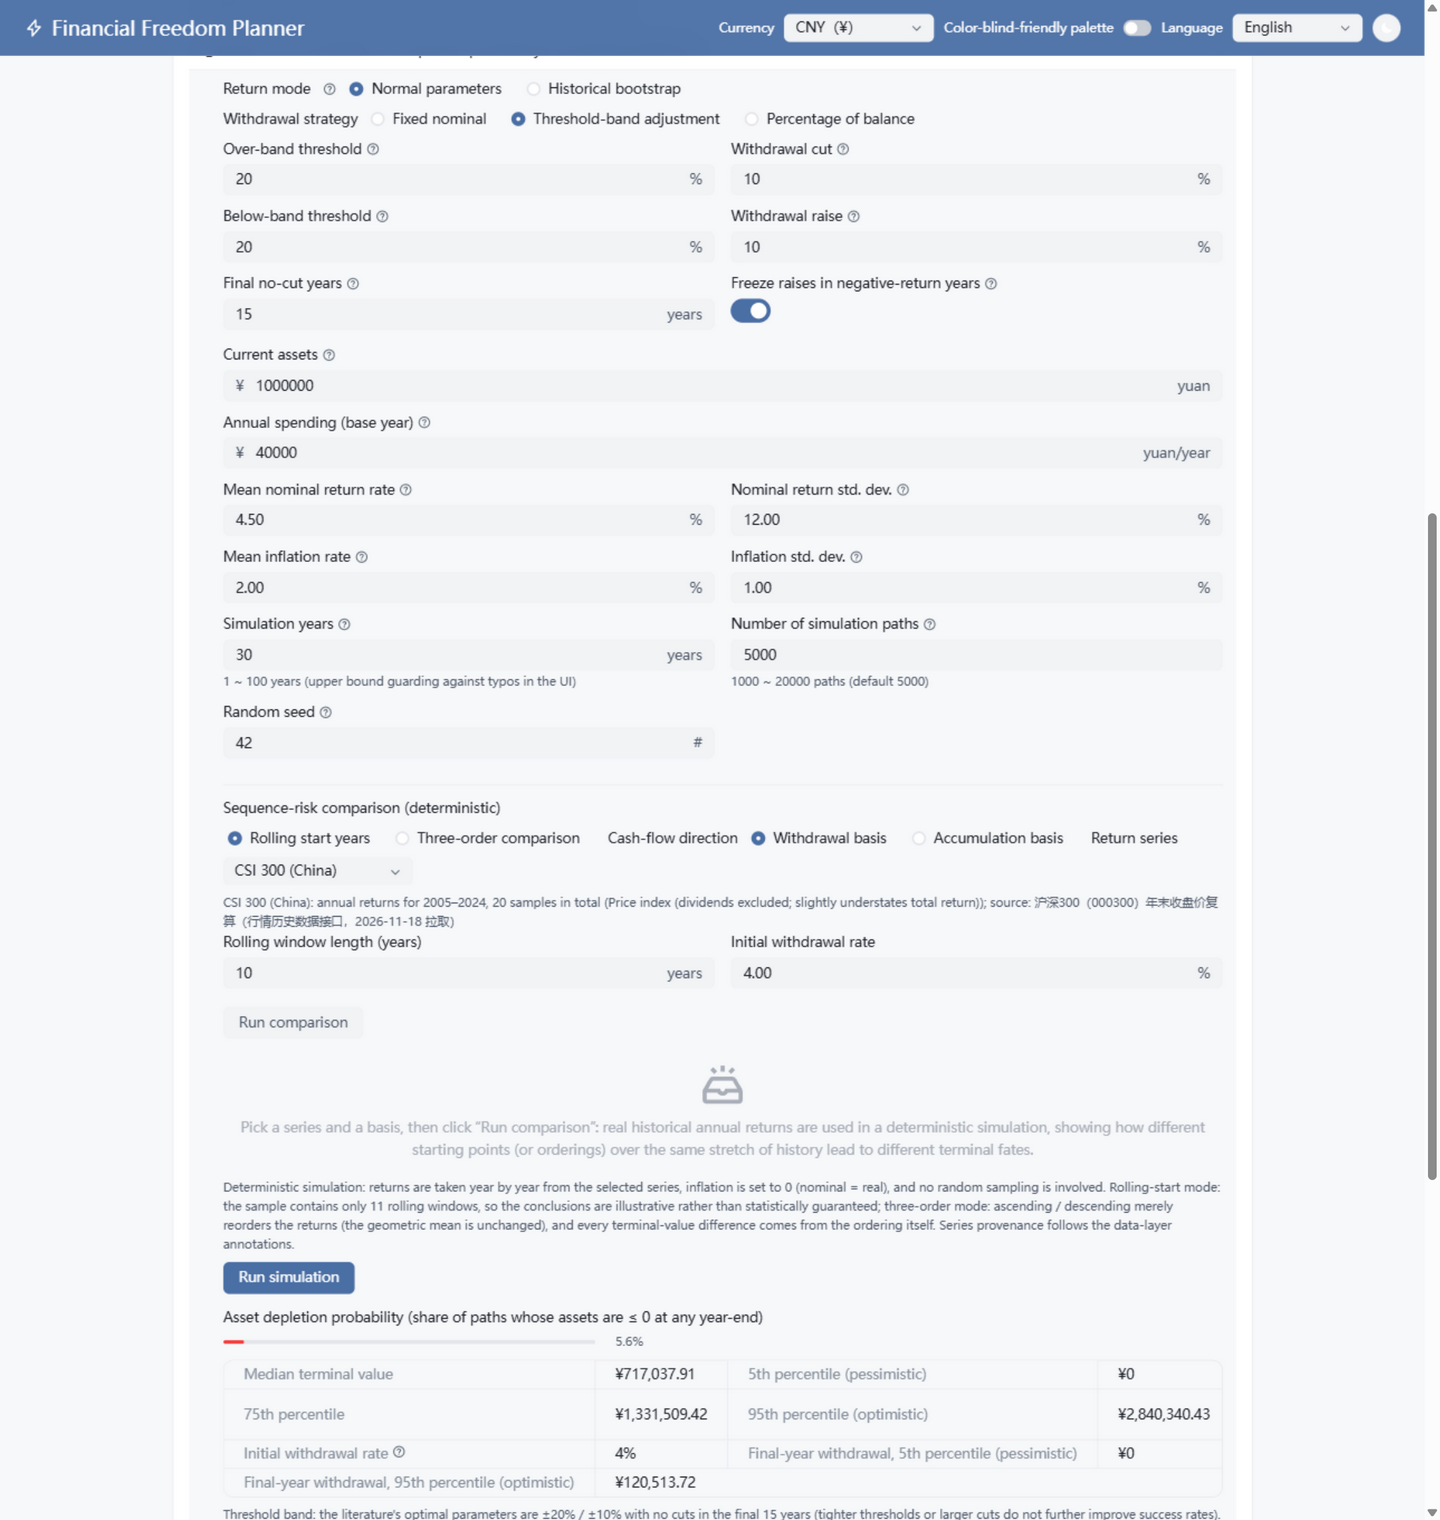 Financial Freedom Planner
Currency CNY (¥) Color-blind-friendly palette Language English
Return mode Normal parameters Historical bootstrap
Withdrawal strategy Fixed nominal Threshold-band adjustment Percentage of balance
Over-band threshold Withdrawal cut
20 % 10 %
Below-band threshold Withdrawal raise
20 % 10 %
Final no-cut years Freeze raises in negative-return years
15 years
Current assets
¥ 1000000 yuan
Annual spending (base year)
¥ 40000 yuan/year
Mean nominal return rate Nominal return std. dev.
4.50 % 12.00 %
Mean inflation rate Inflation std. dev.
2.00 % 1.00 %
Simulation years Number of simulation paths
30 years 5000
1 ~ 100 years (upper bound guarding against typos in the UI) 1000 ~ 20000 paths (default 5000)
Random seed
42 #
Sequence-risk comparison (deterministic)
Rolling start years Three-order comparison Cash-flow direction Withdrawal basis Accumulation basis Return series
CSI 300 (China)
CSI 300 (China): annual returns for 2005–2024, 20 samples in total (Price index (dividends excluded; slightly understates total return)); source: 沪深300（000300）年末收盘价复
算（行情历史数据接口，2026-11-18 拉取）
Rolling window length (years) Initial withdrawal rate
10 years 4.00 %
Run comparison
Pick a series and a basis, then click “Run comparison”: real historical annual returns are used in a deterministic simulation, showing how different
starting points (or orderings) over the same stretch of history lead to different terminal fates.
Deterministic simulation: returns are taken year by year from the selected series, inflation is set to 0 (nominal = real), and no random sampling is involved. Rolling-start mode:
the sample contains only 11 rolling windows, so the conclusions are illustrative rather than statistically guaranteed; three-order mode: ascending / descending merely
reorders the returns (the geometric mean is unchanged), and every terminal-value difference comes from the ordering itself. Series provenance follows the data-layer
annotations.
Run simulation
Asset depletion probability (share of paths whose assets are ≤ 0 at any year-end)
5.6%
Median terminal value ¥717,037.91 5th percentile (pessimistic) ¥0
75th percentile ¥1,331,509.42 95th percentile (optimistic) ¥2,840,340.43
Initial withdrawal rate 4% Final-year withdrawal, 5th percentile (pessimistic) ¥0
Final-year withdrawal, 95th percentile (optimistic) ¥120,513.72
Threshold band: the literature's optimal parameters are ±20% / ±10% with no cuts in the final 15 years (tighter thresholds or larger cuts do not further improve success rates).